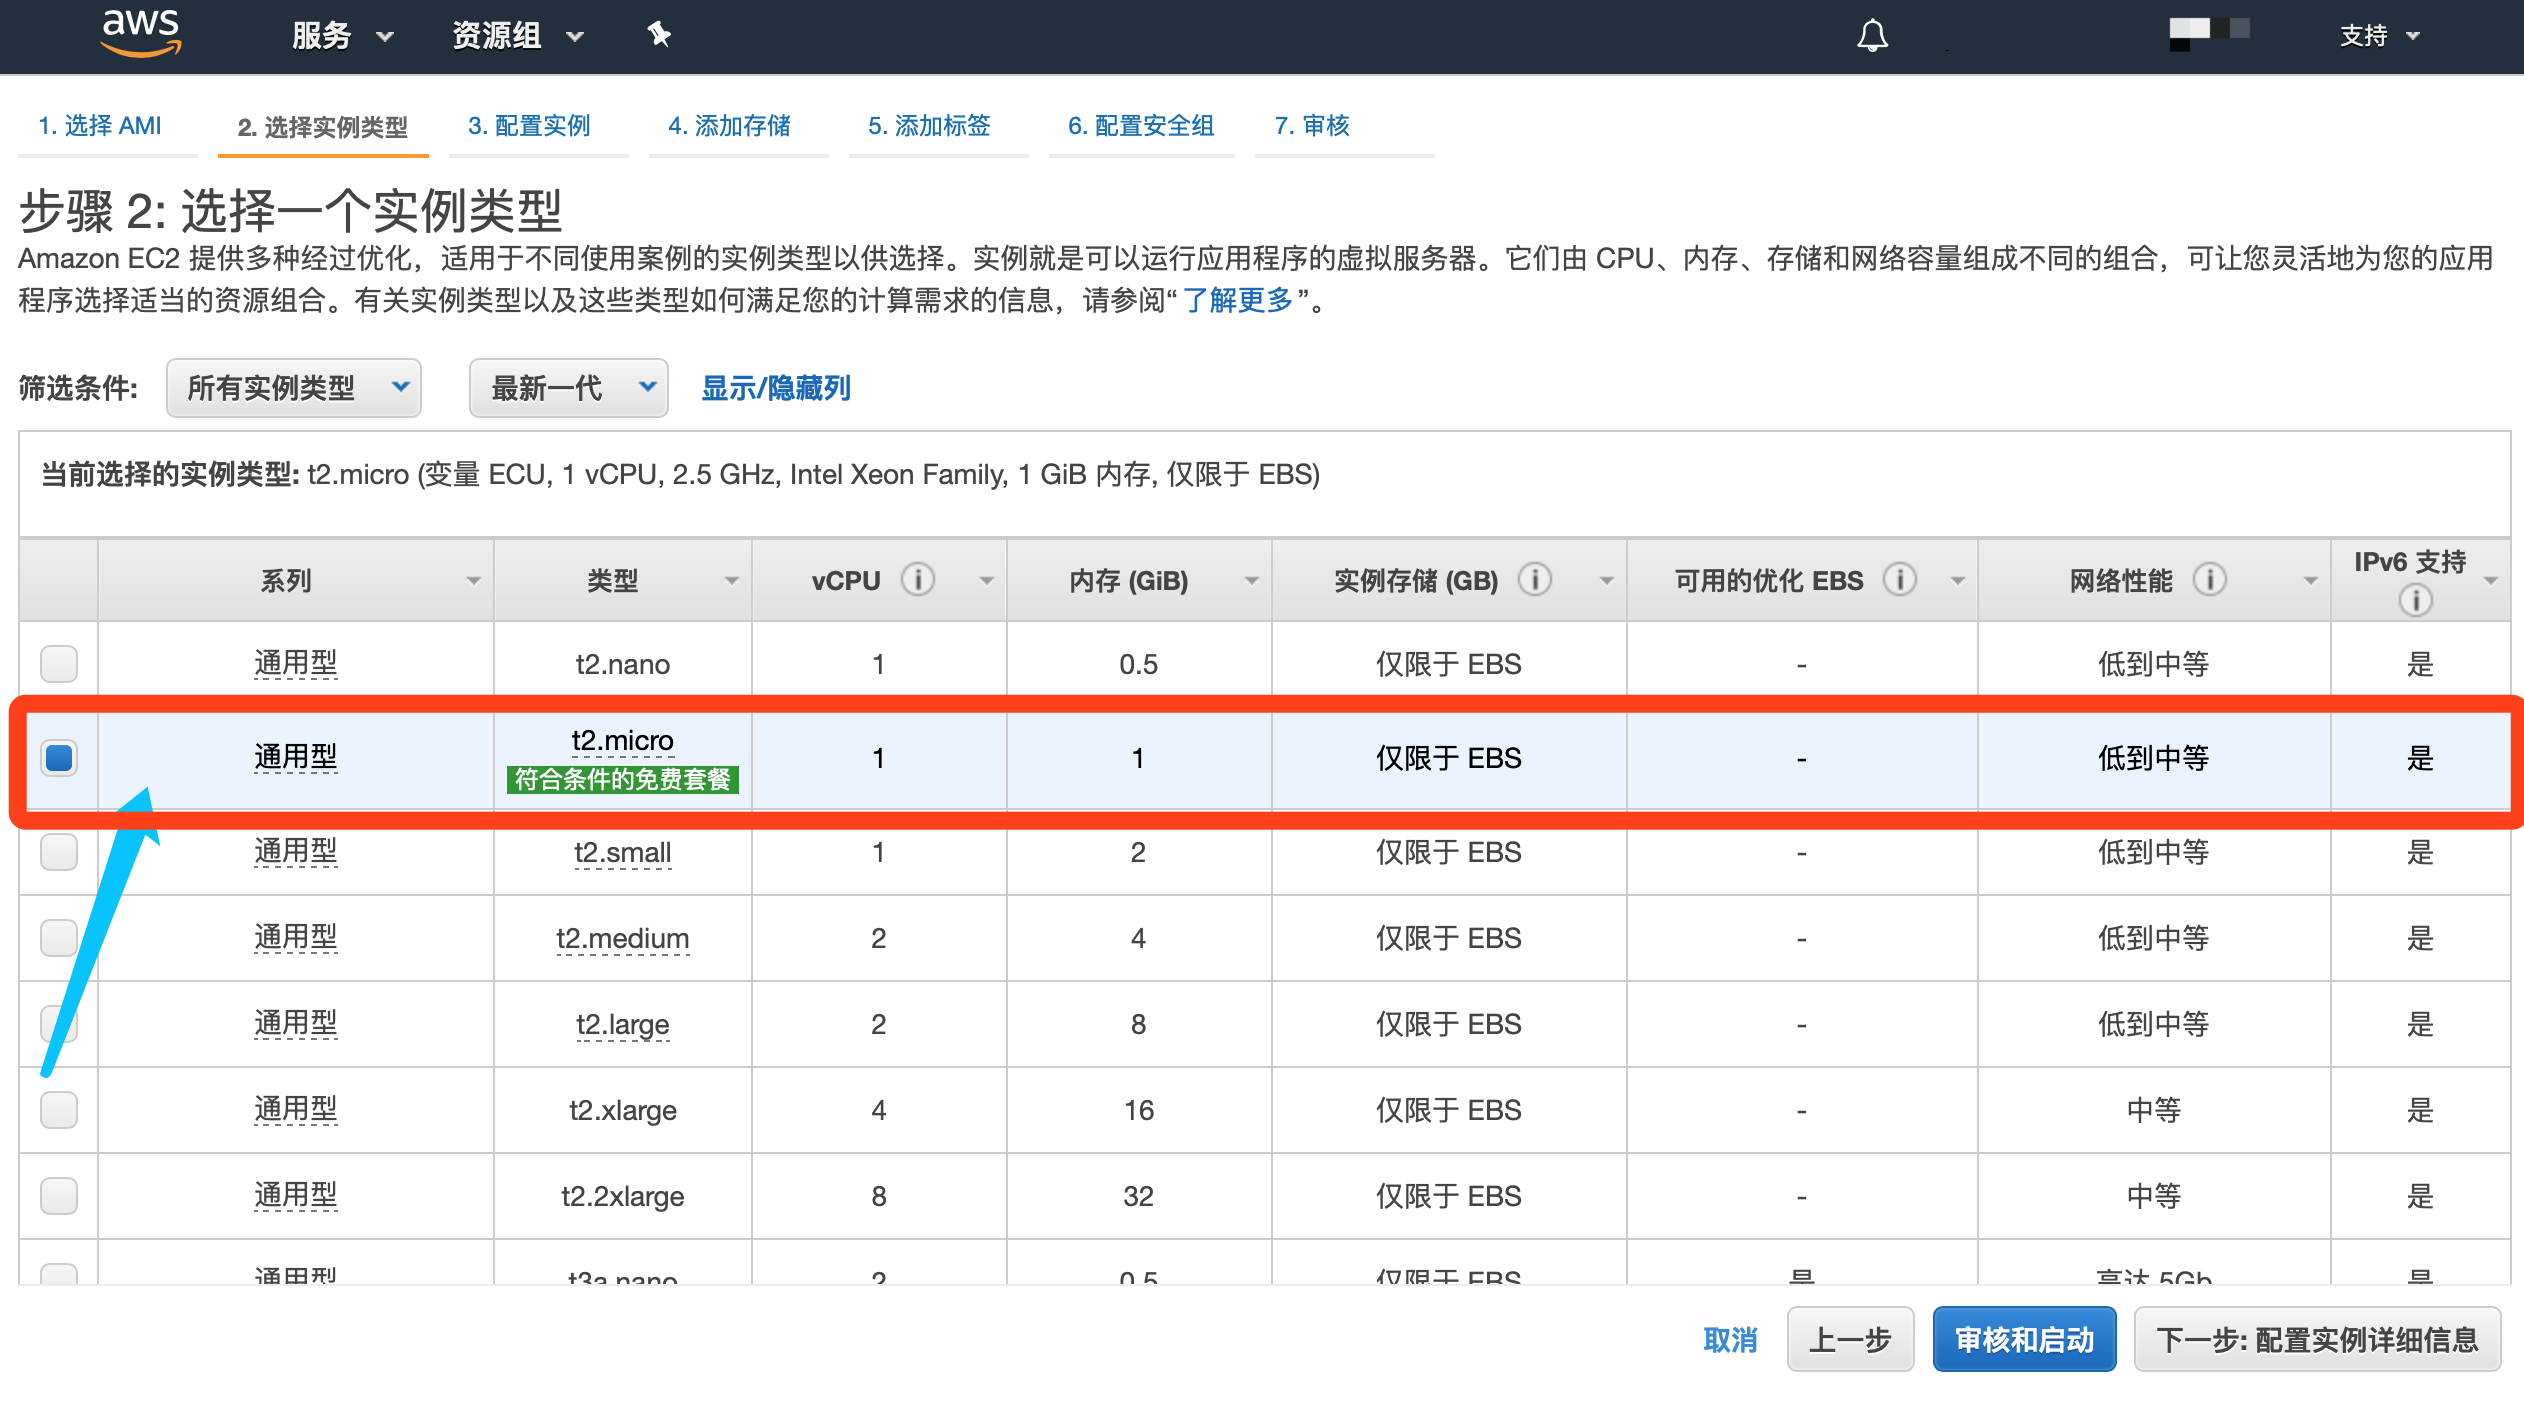 aws
服务
资源组
支持
1. 选择 AMI
2. 选择实例类型
3. 配置实例
4. 添加存储
5. 添加标签
6. 配置安全组
7. 审核
步骤 2: 选择一个实例类型
Amazon EC2 提供多种经过优化，适用于不同使用案例的实例类型以供选择。实例就是可以运行应用程序的虚拟服务器。它们由 CPU、内存、存储和网络容量组成不同的组合，可让您灵活地为您的应用
程序选择适当的资源组合。有关实例类型以及这些类型如何满足您的计算需求的信息，请参阅“了解更多”。
筛选条件: 所有实例类型 最新一代 显示/隐藏列
当前选择的实例类型: t2.micro (变量 ECU, 1 vCPU, 2.5 GHz, Intel Xeon Family, 1 GiB 内存, 仅限于 EBS)
系列 类型 vCPU 内存 (GiB) 实例存储 (GB) 可用的优化 EBS 网络性能 IPv6 支持
通用型 t2.nano 1 0.5 仅限于 EBS - 低到中等 是
通用型 t2.micro 符合条件的免费套餐 1 1 仅限于 EBS - 低到中等 是
通用型 t2.small 1 2 仅限于 EBS - 低到中等 是
通用型 t2.medium 2 4 仅限于 EBS - 低到中等 是
通用型 t2.large 2 8 仅限于 EBS - 低到中等 是
通用型 t2.xlarge 4 16 仅限于 EBS - 中等 是
通用型 t2.2xlarge 8 32 仅限于 EBS - 中等 是
通用型 t3a.nano 2 0.5 仅限于 EBS 是 高达 5Gb 是
取消 上一步 审核和启动 下一步: 配置实例详细信息